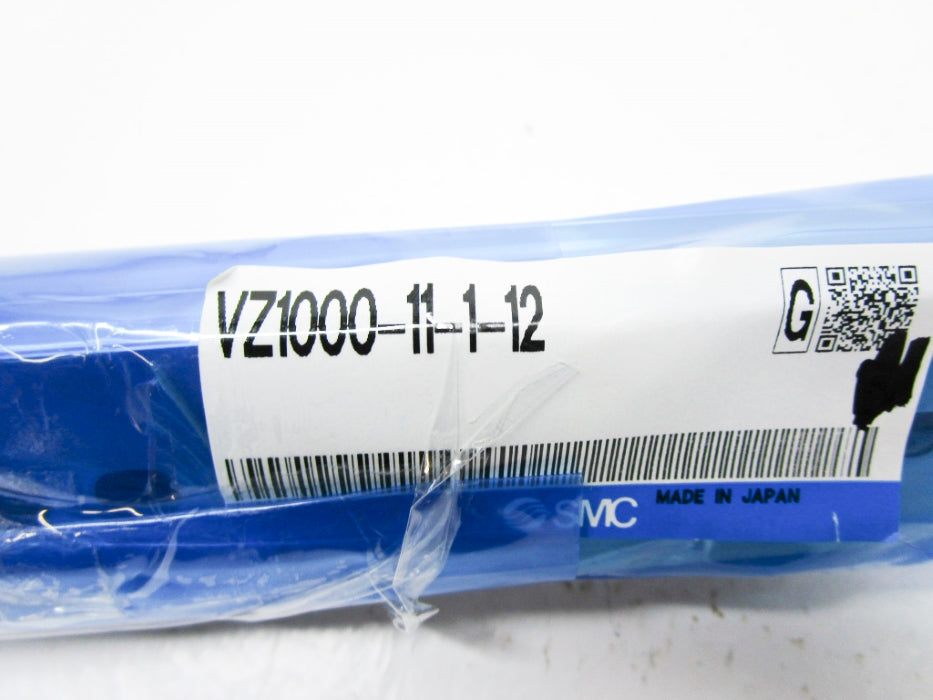 VZ1000-11-1-12
G
SMC
MADE IN JAPAN